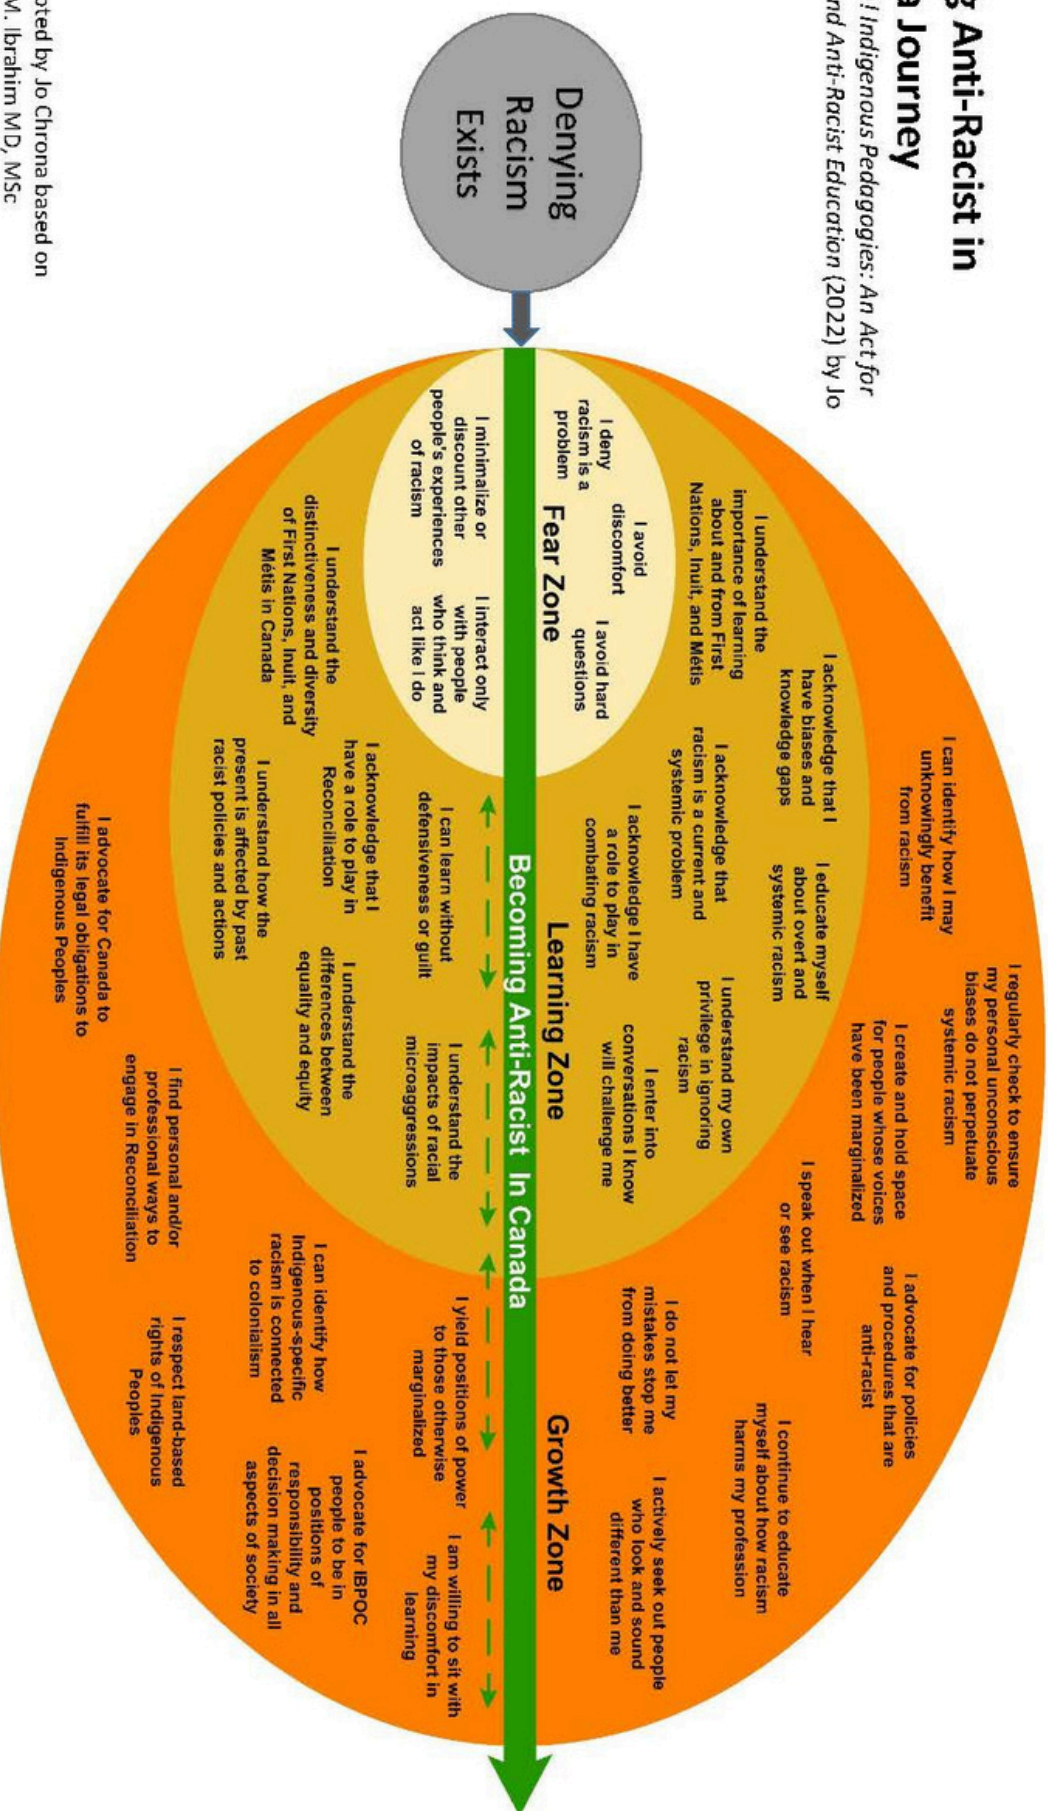 g Anti-Racist in
a Journey
! Indigenous Pedagogies: An Act for
nd Anti-Racist Education (2022) by Jo
Denying
Racism
Exists
I deny
racism is a
problem
I avoid
discomfort
I avoid hard
questions
Fear Zone
I minimalize or
discount other
people's experiences
of racism
I interact only
with people
who think and
act like I do
I understand the
importance of learning
about and from First
Nations, Inuit, and Métis
I acknowledge that I
have biases and
knowledge gaps
I educate myself
about overt and
systemic racism
I acknowledge that
racism is a current and
systemic problem
I understand my own
privilege in ignoring
racism
I acknowledge I have
a role to play in
combating racism
I enter into
conversations I know
will challenge me
Learning Zone
Becoming Anti-Racist In Canada
I can learn without
defensiveness or guilt
I understand the
impacts of racial
microaggressions
I understand the
distinctiveness and diversity
of First Nations, Inuit, and
Métis in Canada
I acknowledge that I
have a role to play in
Reconciliation
I understand the
differences between
equality and equity
I understand how the
present is affected by past
racist policies and actions
I can identify how I may
unknowingly benefit
from racism
I regularly check to ensure
my personal unconscious
biases do not perpetuate
systemic racism
I create and hold space
for people whose voices
have been marginalized
I advocate for policies
and procedures that are
anti-racist
I speak out when I hear
or see racism
I continue to educate
myself about how racism
harms my profession
I do not let my
mistakes stop me
from doing better
I actively seek out people
who look and sound
different than me
Growth Zone
I yield positions of power
to those otherwise
marginalized
I am willing to sit with
my discomfort in
learning
I can identify how
Indigenous-specific
racism is connected
to colonialism
I advocate for IBPOC
people to be in
positions of
responsibility and
decision making in all
aspects of society
I find personal and/or
professional ways to
engage in Reconciliation
I respect land-based
rights of Indigenous
Peoples
I advocate for Canada to
fulfill its legal obligations to
Indigenous Peoples
pted by Jo Chrona based on
M. Ibrahim MD, MSc